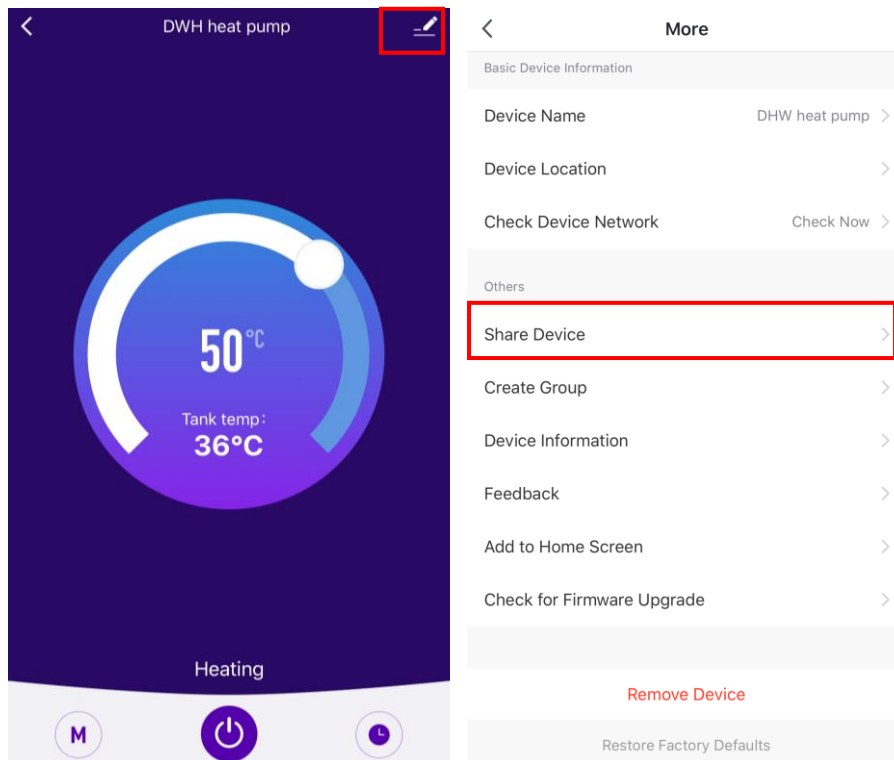 DWH heat pump
50°C
Tank temp:
36°C
Heating
M
More
Basic Device Information
Device Name DHW heat pump
Device Location
Check Device Network Check Now
Others
Share Device
Create Group
Device Information
Feedback
Add to Home Screen
Check for Firmware Upgrade
Remove Device
Restore Factory Defaults